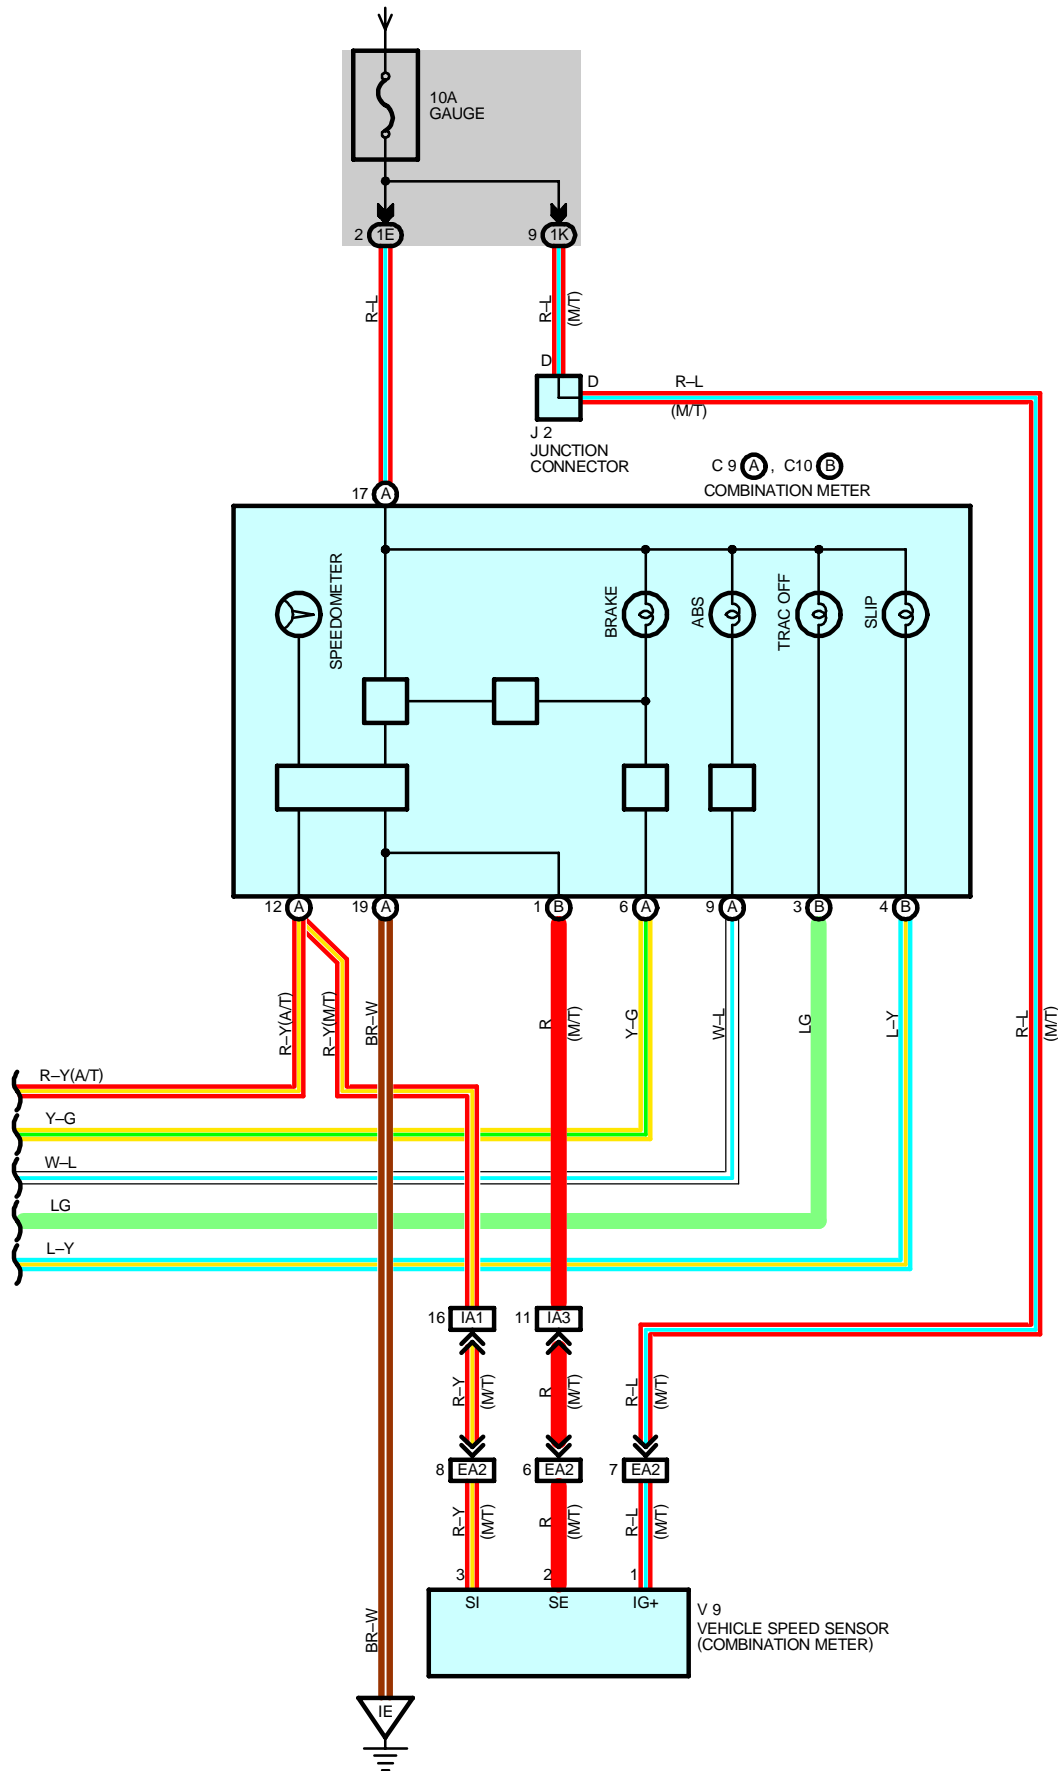 10A
GAUGE
2 1E
9 1K
R–L
R–L
(M/T)
D
D
R–L
(M/T)
J 2
JUNCTION
CONNECTOR
C 9 A , C10 B
COMBINATION METER
17 A
SPEEDOMETER
BRAKE
ABS
TRAC OFF
SLIP
12 A
19 A
1 B
6 A
9 A
3 B
4 B
R–Y(A/T)
R–Y(M/T)
BR–W
R
(M/T)
Y–G
W–L
LG
L–Y
R–L
(M/T)
R–Y(A/T)
Y–G
W–L
LG
L–Y
16 IA1
11 IA3
R–Y
(M/T)
R
(M/T)
R–L
(M/T)
8 EA2
6 EA2
7 EA2
R–Y
(M/T)
R
(M/T)
R–L
(M/T)
3
2
1
SI
SE
IG+
V 9
VEHICLE SPEED SENSOR
(COMBINATION METER)
BR–W
IE